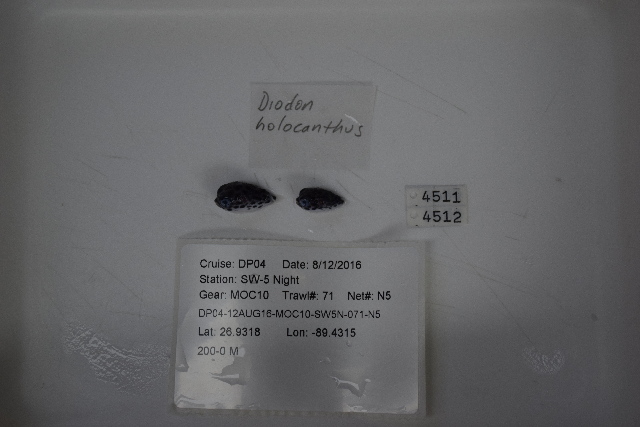 Diodon
holocanthus
4511
4512
Cruise: DP04 Date: 8/12/2016
Station: SW-5 Night
Gear: MOC10 Trawl#: 71 Net#: N5
DP04-12AUG16-MOC10-SW5N-071-N5
Lat: 26.9318 Lon: -89.4315
200-0 M